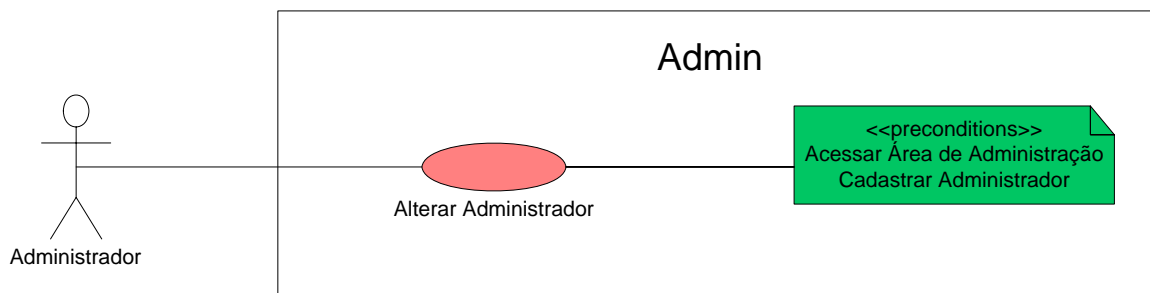 Admin
<<preconditions>>
Acessar Área de Administração
Cadastrar Administrador
Alterar Administrador
Administrador